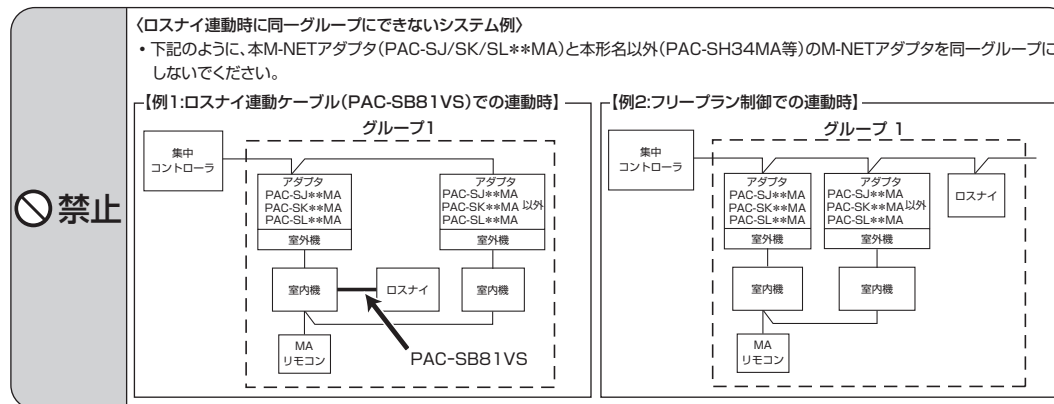 禁止
〈ロスナイ連動時に同一グループにできないシステム例〉
• 下記のように、本M-NETアダプタ(PAC-SJ/SK/SL**MA)と本形名以外(PAC-SH34MA等)のM-NETアダプタを同一グループに
しないでください。
【例1:ロスナイ連動ケーブル(PAC-SB81VS)での連動時】
グループ1
集中
コントローラ
アダプタ
PAC-SJ**MA
PAC-SK**MA
PAC-SL**MA
室外機
アダプタ
PAC-SJ**MA
PAC-SK**MA 以外
PAC-SL**MA
室外機
室内機
ロスナイ
室内機
MA
リモコン
PAC-SB81VS
【例2:フリープラン制御での連動時】
グループ 1
集中
コントローラ
アダプタ
PAC-SJ**MA
PAC-SK**MA
PAC-SL**MA
室外機
アダプタ
PAC-SJ**MA
PAC-SK**MA以外
PAC-SL**MA
室外機
ロスナイ
室内機
室内機
MA
リモコン